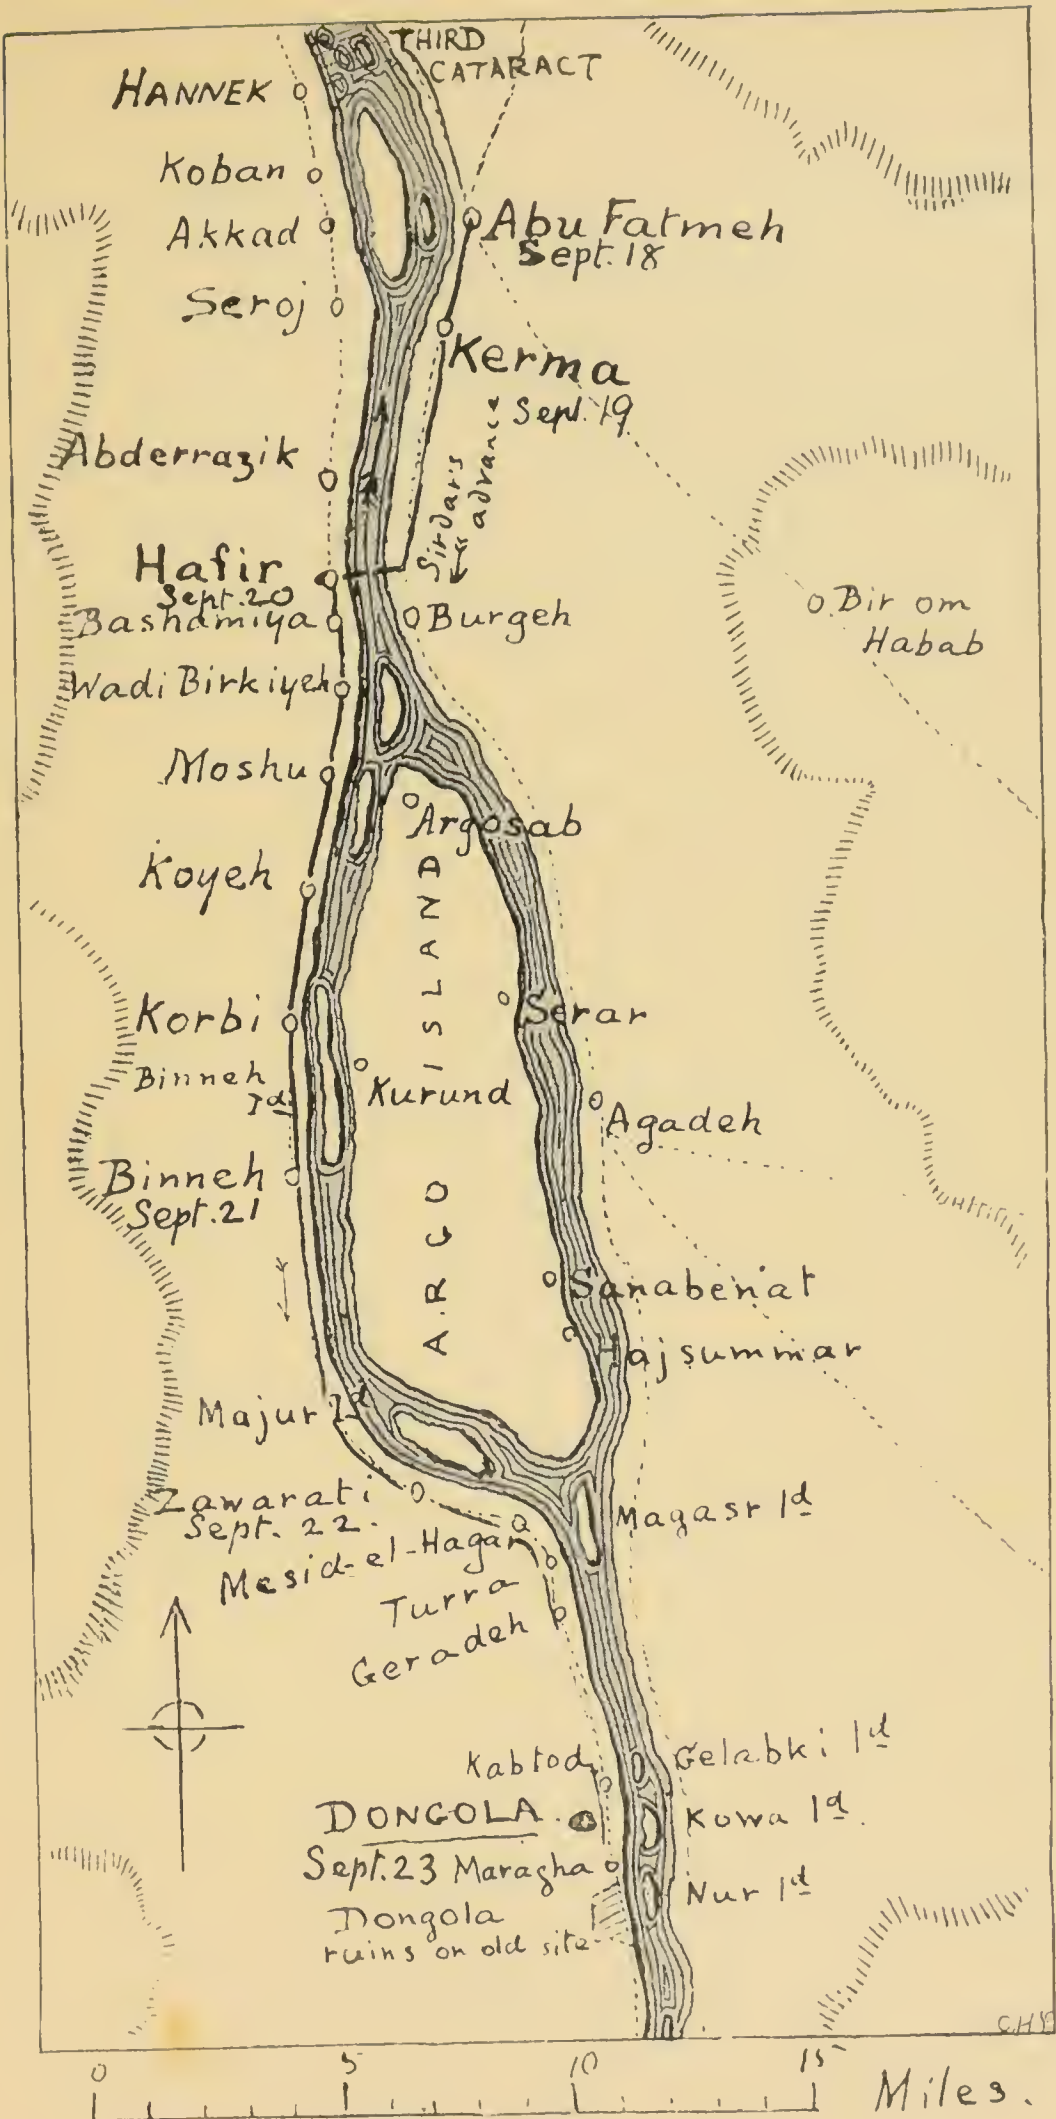 THIRD
CATARACT
HANNEK
Koban
Akkad
Abu Fatmeh
Sept. 18
Seroj
Kerma
Sept. 19
Abderrazik
Sirdar's
advance
Hafir
Sept. 20
Bashamiya
Burgeh
Bir om
Habab
Wadi Birkiyeh
Moshu
Argosab
Koyeh
ARGO ISLAND
Korbi
Serar
Binneh
Id
Kurund
Agadeh
Binneh
Sept. 21
Sanabenat
Haj summar
Majur Id
Zawarati
Sept. 22.
Magasr Id
Mesid-el-Hagar
Turra
Geradeh
Kabtod
Gelabki Id
DONGOLA
Kowa Id.
Sept. 23
Maragha
Nur Id
Dongola
ruins on old site
0 5 10 15
Miles.